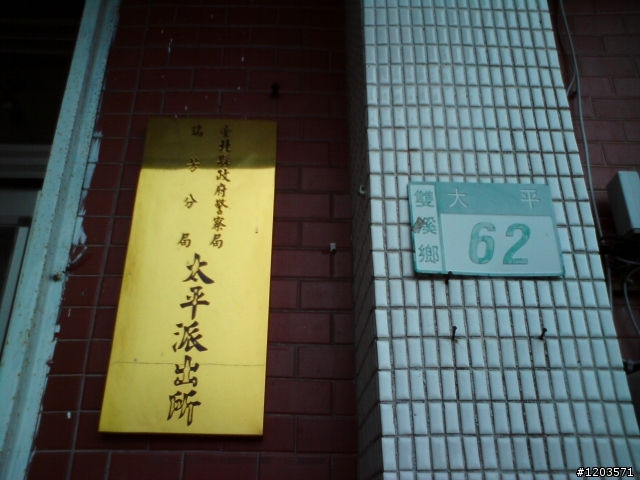 臺北縣政府警察局
瑞芳分局
太平派出所
雙溪鄉
大平
62
#1203571